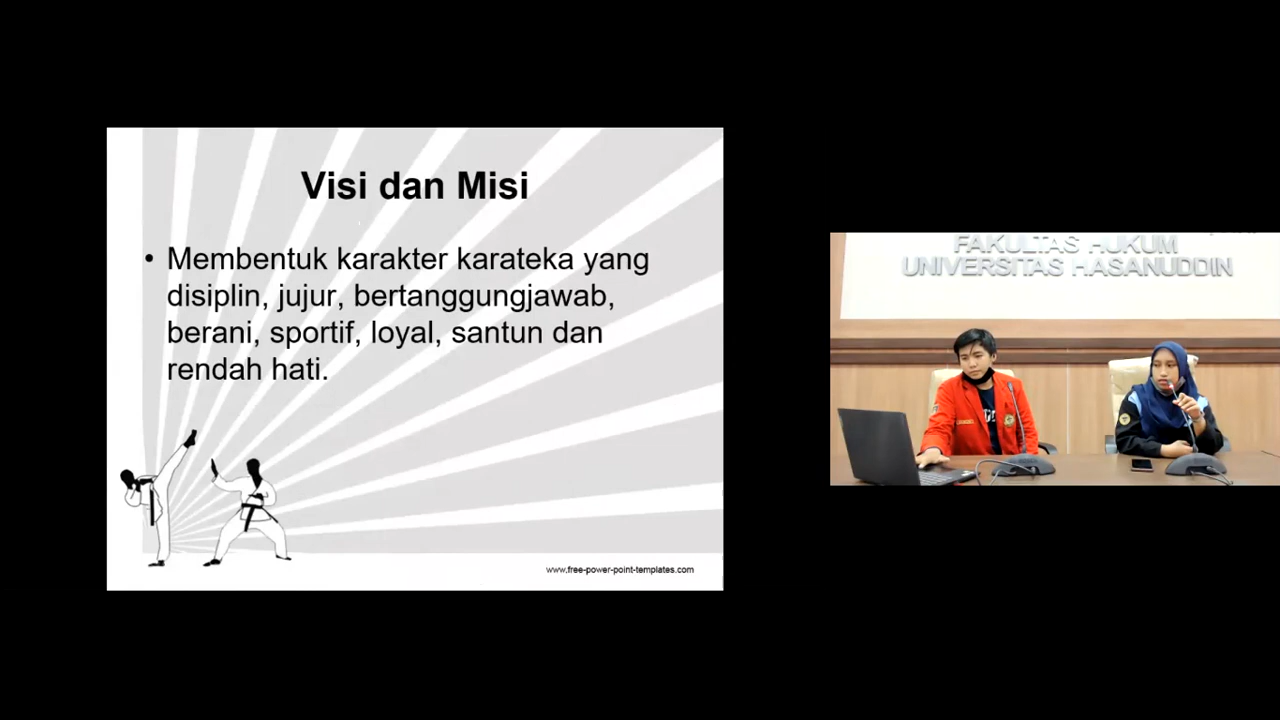 Visi dan Misi
• Membentuk karakter karateka yang
disiplin, jujur, bertanggungjawab,
berani, sportif, loyal, santun dan
rendah hati.
www.free-power-point-templates.com
FAKULTAS HUKUM
UNIVERSITAS HASANUDDIN